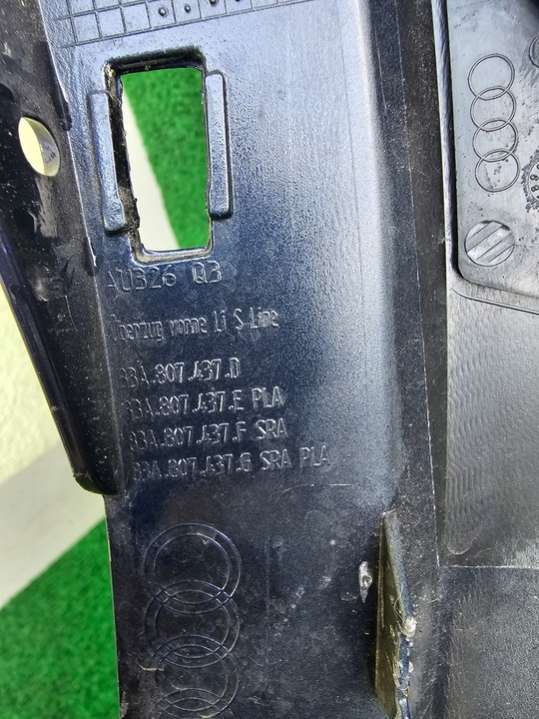 AU326 Q3
Überzug vorne Li S-Line
83A.807.437.D
83A.807.437.E PLA
83A.807.437.F SRA
83A.807.437.G SRA PLA